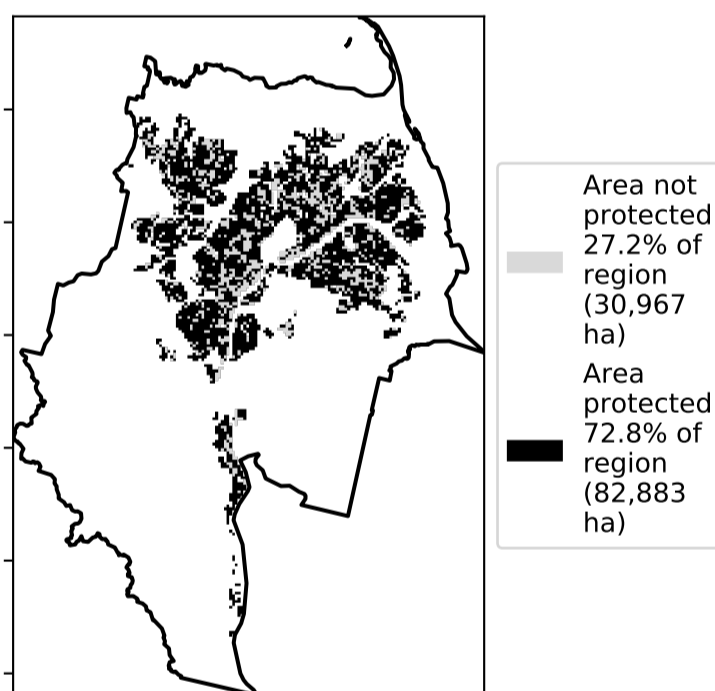 Area not
protected
27.2% of
region
(30,967
ha)
Area
protected
72.8% of
region
(82,883
ha)